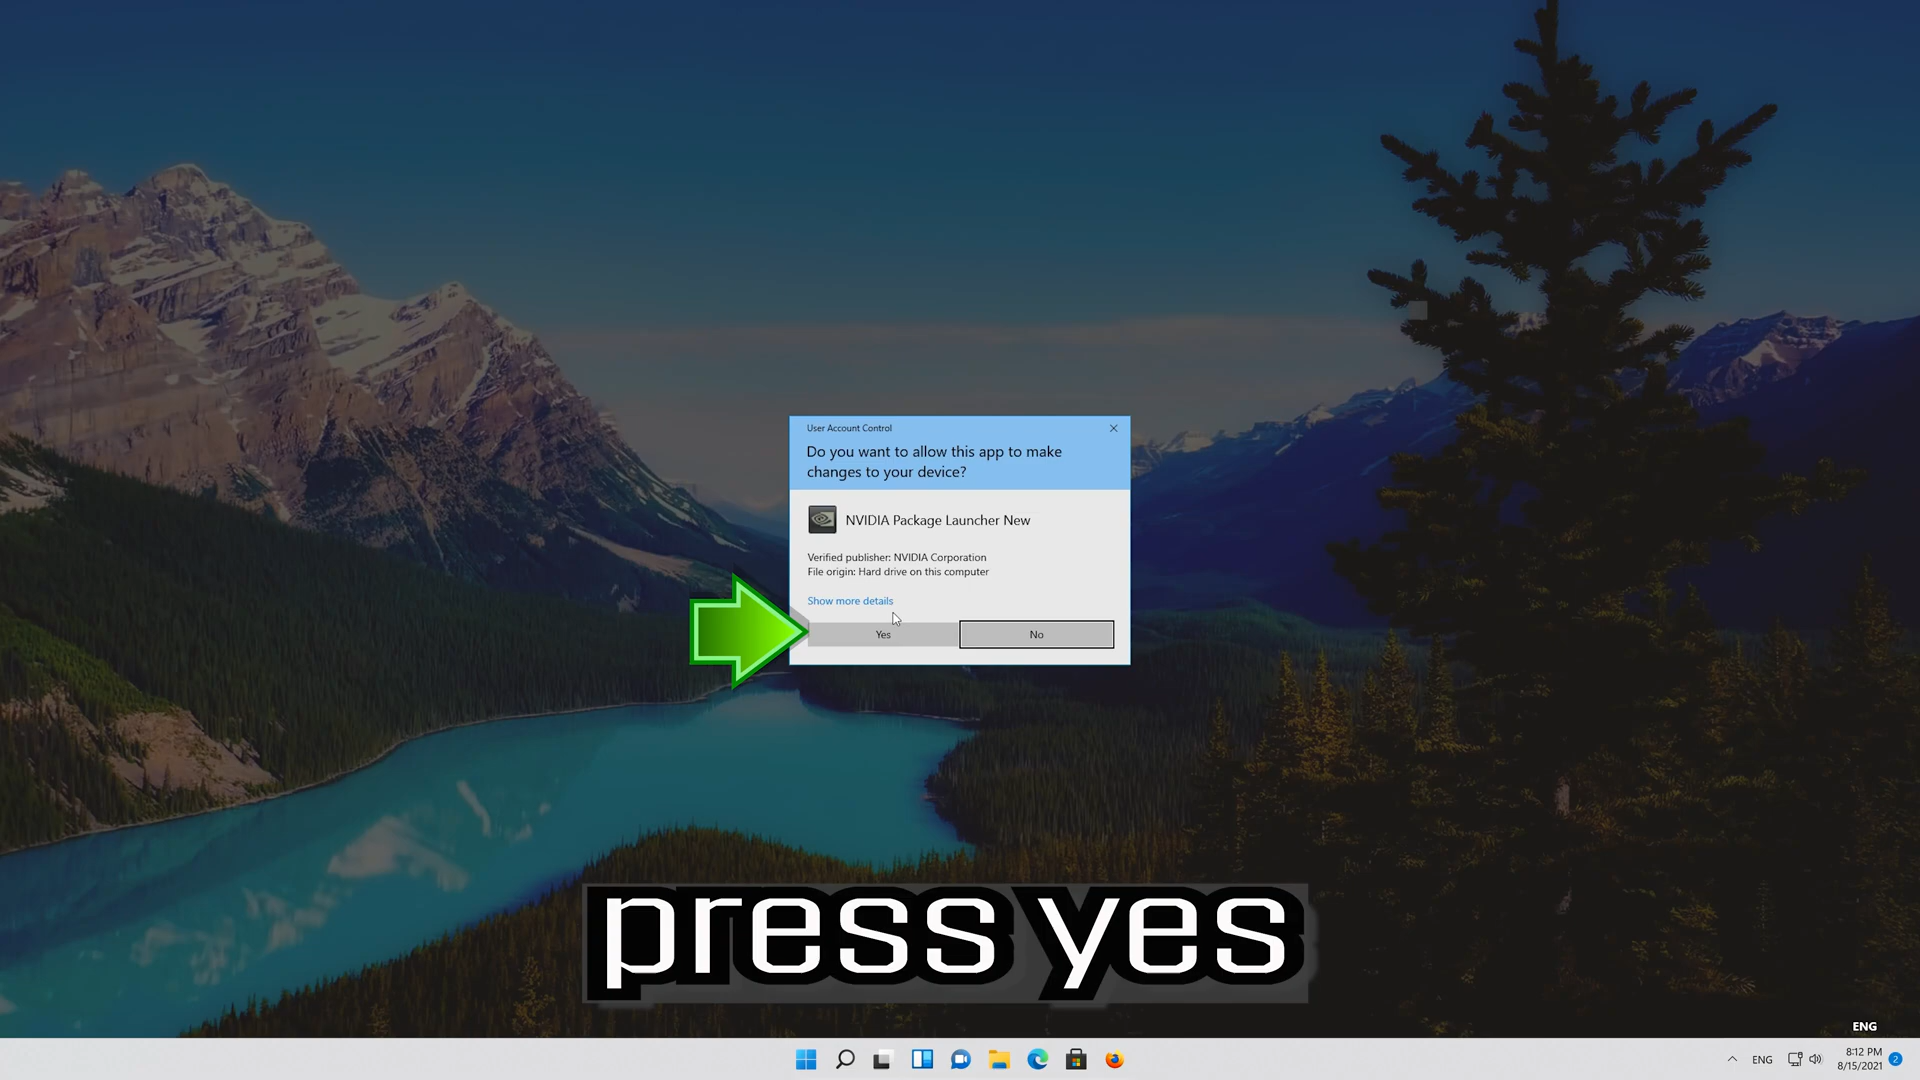 User Account Control
Do you want to allow this app to make
changes to your device?
NVIDIA Package Launcher New
Verified publisher: NVIDIA Corporation
File origin: Hard drive on this computer
Show more details
Yes
No
press yes
ENG
ENG
8:12 PM
8/15/2021
2